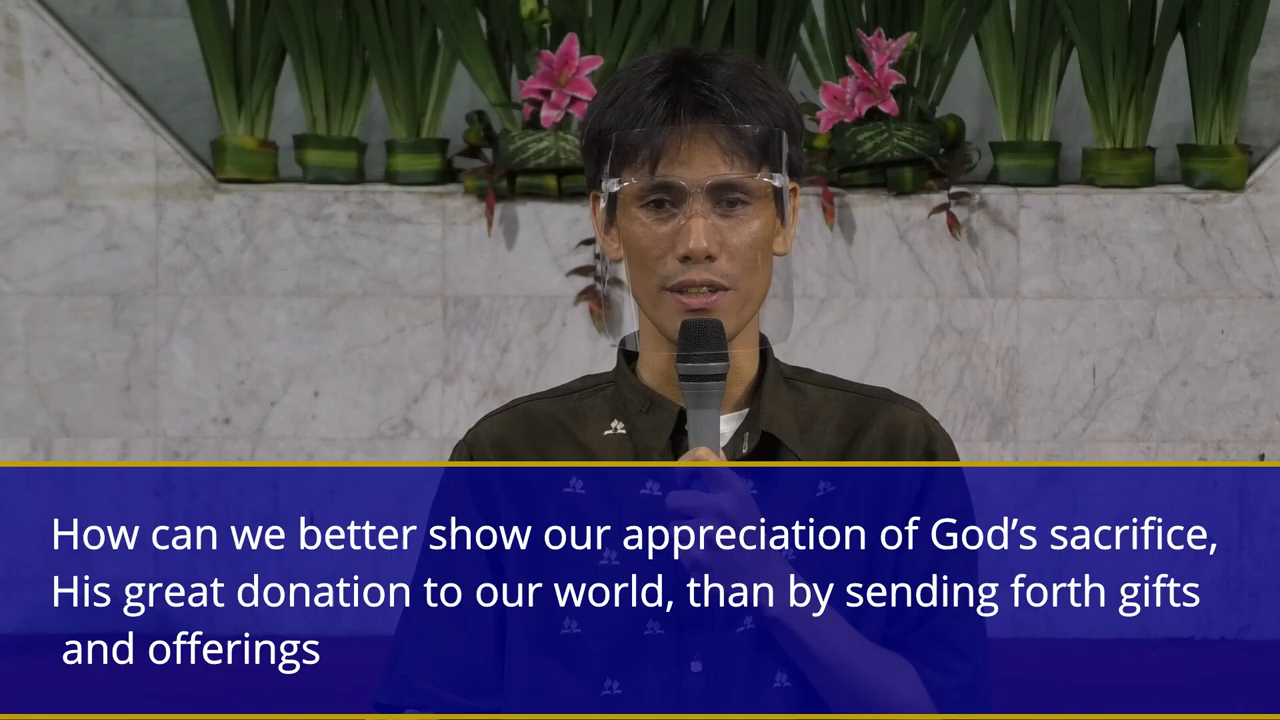 How can we better show our appreciation of God’s sacrifice,
His great donation to our world, than by sending forth gifts
and offerings